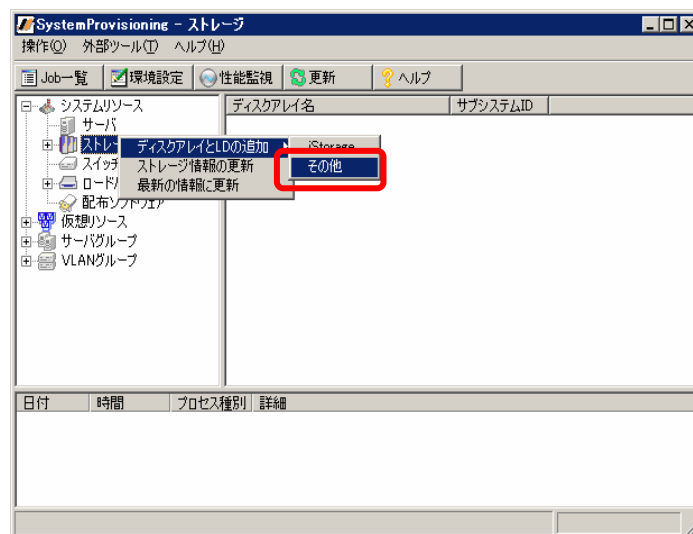 SystemProvisioning - ストレージ
操作(O) 外部ツール(T) ヘルプ(H)
Job一覧 環境設定 性能監視 更新 ヘルプ
システムリソース
サーバ
ストレー
スイッチ
ロードバ
配布ソフトウェア
仮想リソース
サーバグループ
VLANグループ
ディスクアレイとLDの追加
ストレージ情報の更新
最新の情報に更新
iStorage
その他
ディスクアレイ名 サブシステムID
日付 時間 プロセス種別 詳細